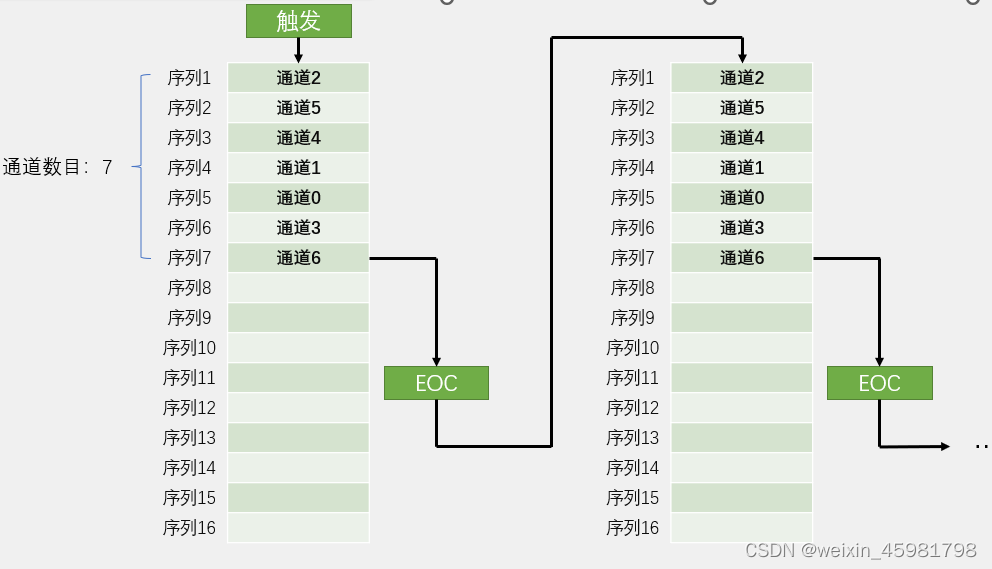 触发
通道数目：7
序列1 通道2
序列2 通道5
序列3 通道4
序列4 通道1
序列5 通道0
序列6 通道3
序列7 通道6
序列8
序列9
序列10
序列11
序列12
序列13
序列14
序列15
序列16
EOC
序列1 通道2
序列2 通道5
序列3 通道4
序列4 通道1
序列5 通道0
序列6 通道3
序列7 通道6
序列8
序列9
序列10
序列11
序列12
序列13
序列14
序列15
序列16
EOC
..
CSDN @weixin_45981798